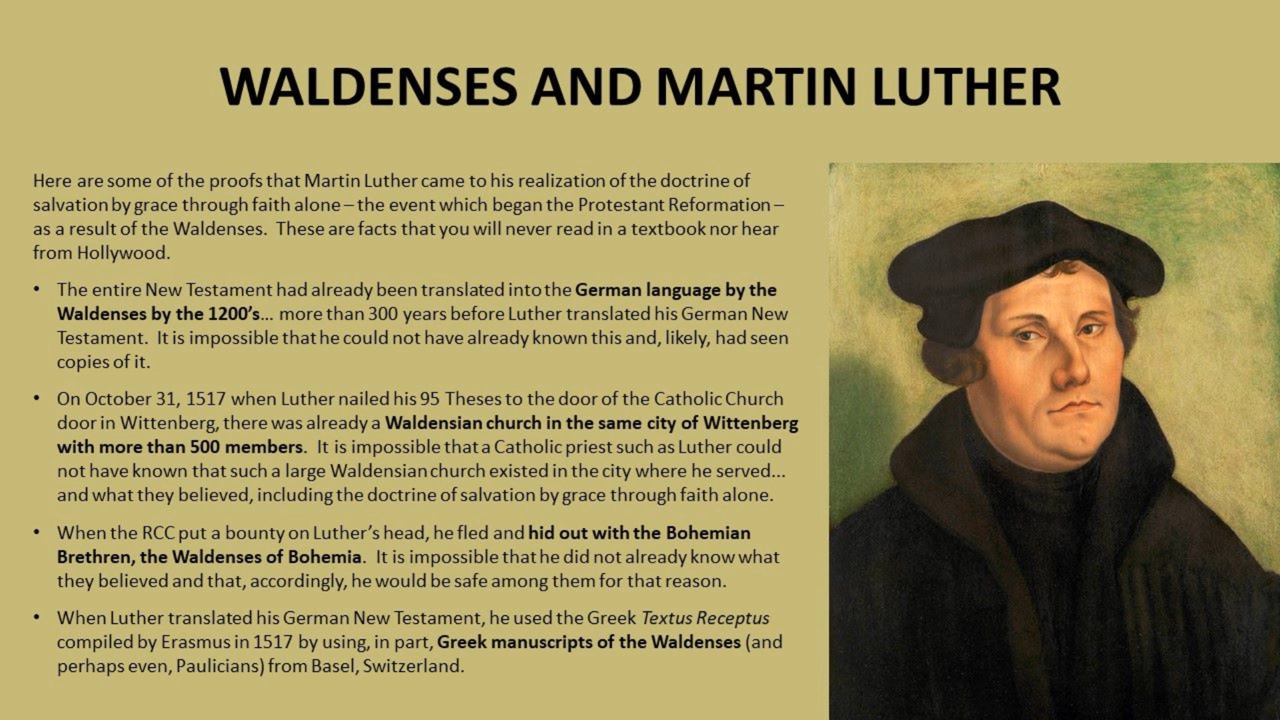 WALDENSES AND MARTIN LUTHER
Here are some of the proofs that Martin Luther came to his realization of the doctrine of
salvation by grace through faith alone – the event which began the Protestant Reformation –
as a result of the Waldenses. These are facts that you will never read in a textbook nor hear
from Hollywood.
• The entire New Testament had already been translated into the German language by the
Waldenses by the 1200's... more than 300 years before Luther translated his German New
Testament. It is impossible that he could not have already known this and, likely, had seen
copies of it.
• On October 31, 1517 when Luther nailed his 95 Theses to the door of the Catholic Church
door in Wittenberg, there was already a Waldensian church in the same city of Wittenberg
with more than 500 members. It is impossible that a Catholic priest such as Luther could
not have known that such a large Waldensian church existed in the city where he served...
and what they believed, including the doctrine of salvation by grace through faith alone.
• When the RCC put a bounty on Luther's head, he fled and hid out with the Bohemian
Brethren, the Waldenses of Bohemia. It is impossible that he did not already know what
they believed and that, accordingly, he would be safe among them for that reason.
• When Luther translated his German New Testament, he used the Greek Textus Receptus
compiled by Erasmus in 1517 by using, in part, Greek manuscripts of the Waldenses (and
perhaps even, Paulicians) from Basel, Switzerland.